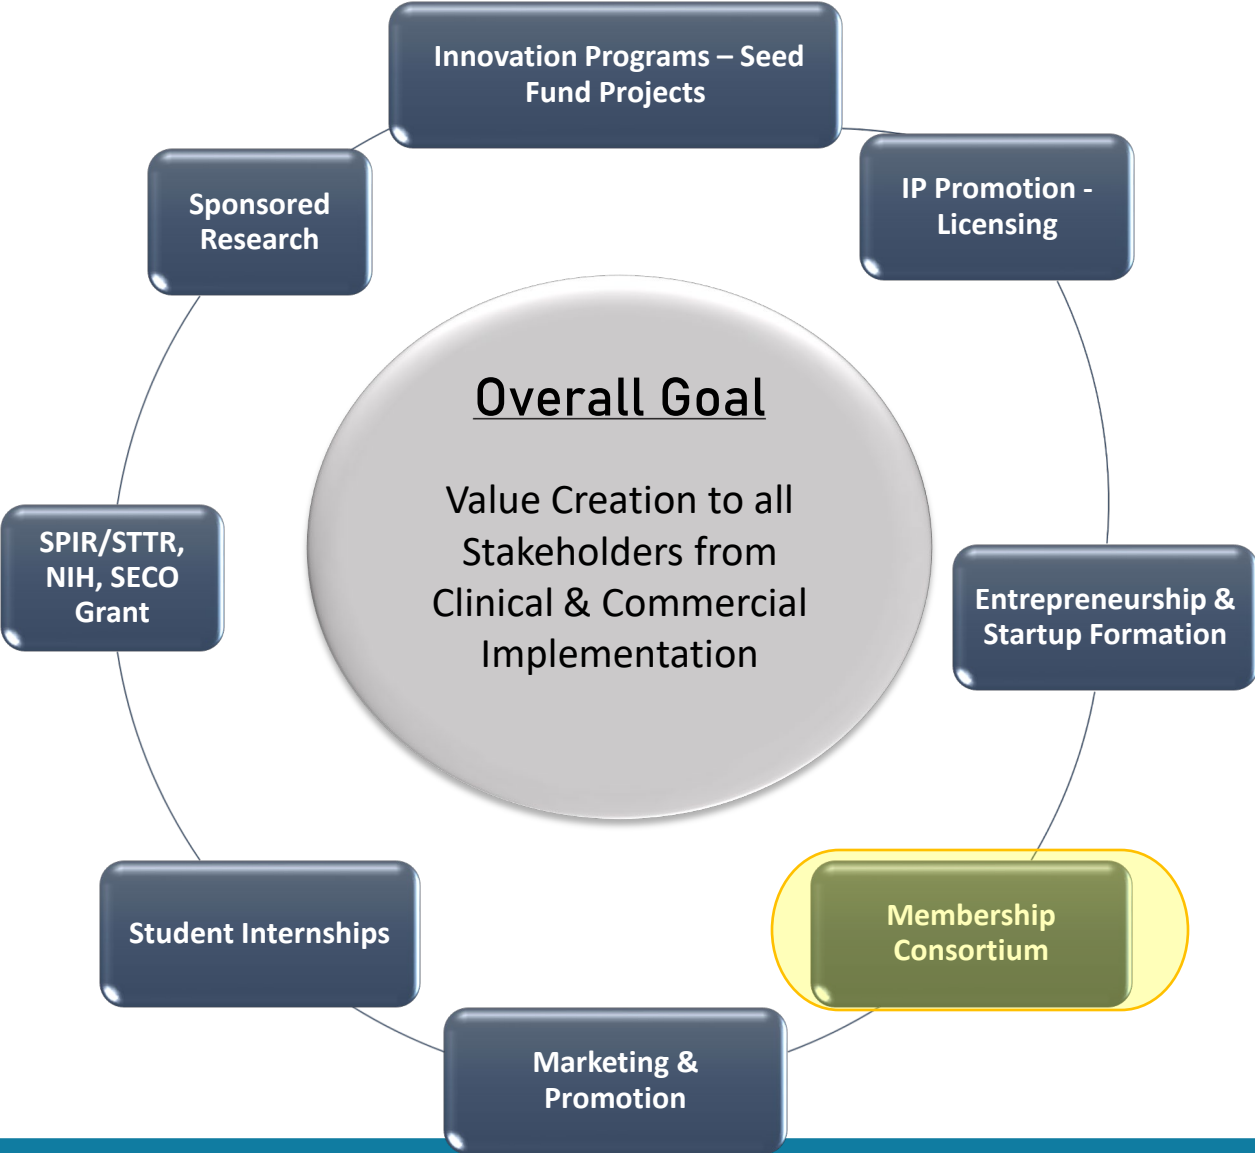 Innovation Programs – Seed
Fund Projects
IP Promotion -
Licensing
Sponsored
Research
Overall Goal
Value Creation to all
Stakeholders from
Clinical & Commercial
Implementation
SPIR/STTR,
NIH, SECO
Grant
Entrepreneurship &
Startup Formation
Membership
Consortium
Student Internships
Marketing &
Promotion